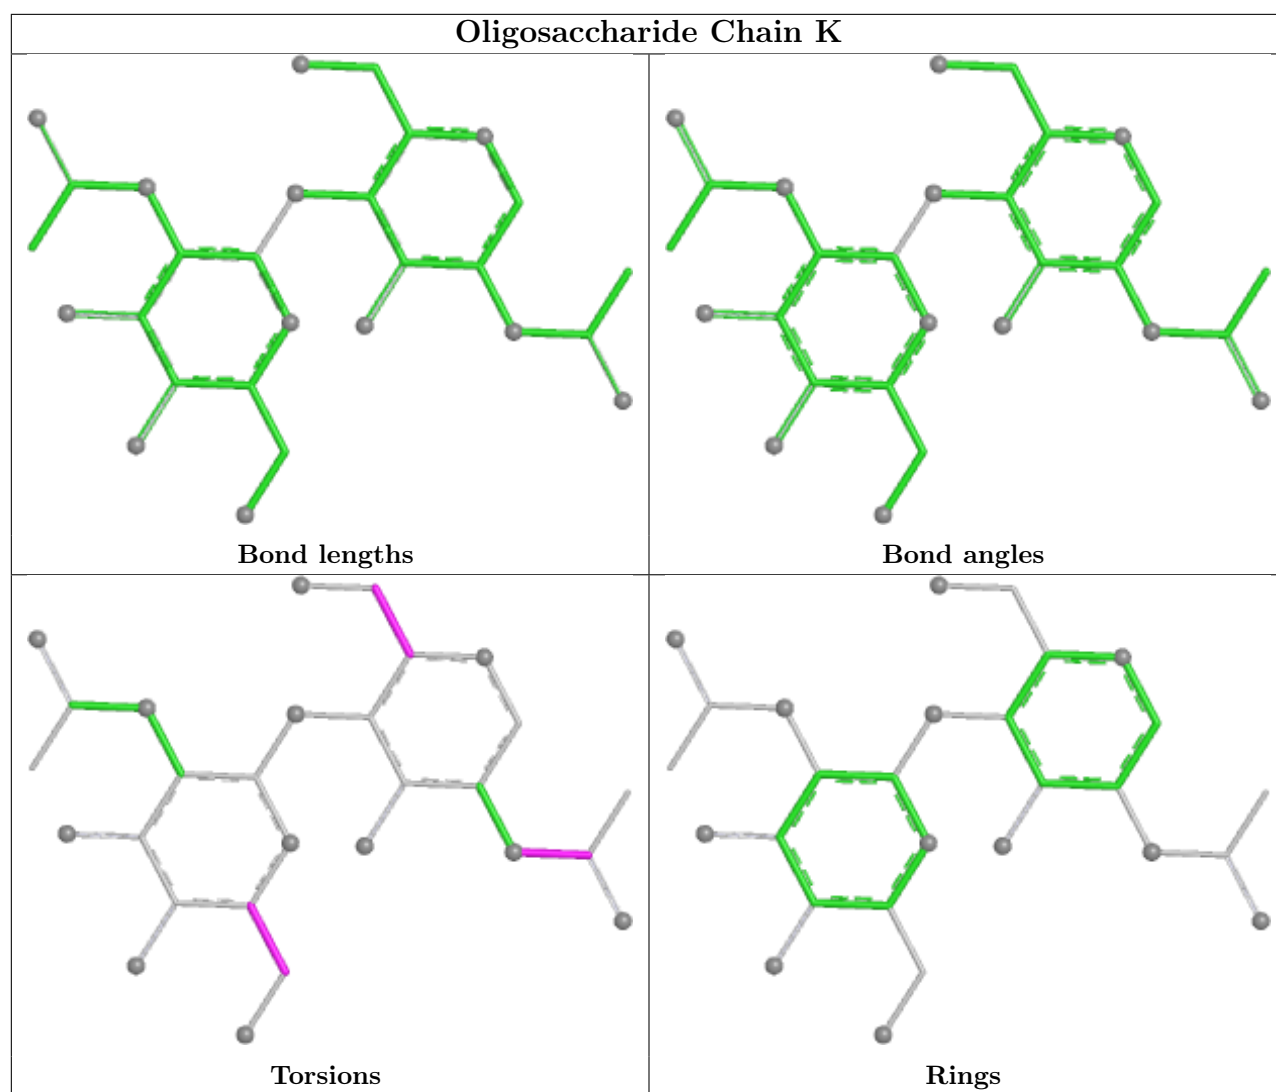 Oligosaccharide Chain K
Bond lengths
Bond angles
Torsions
Rings